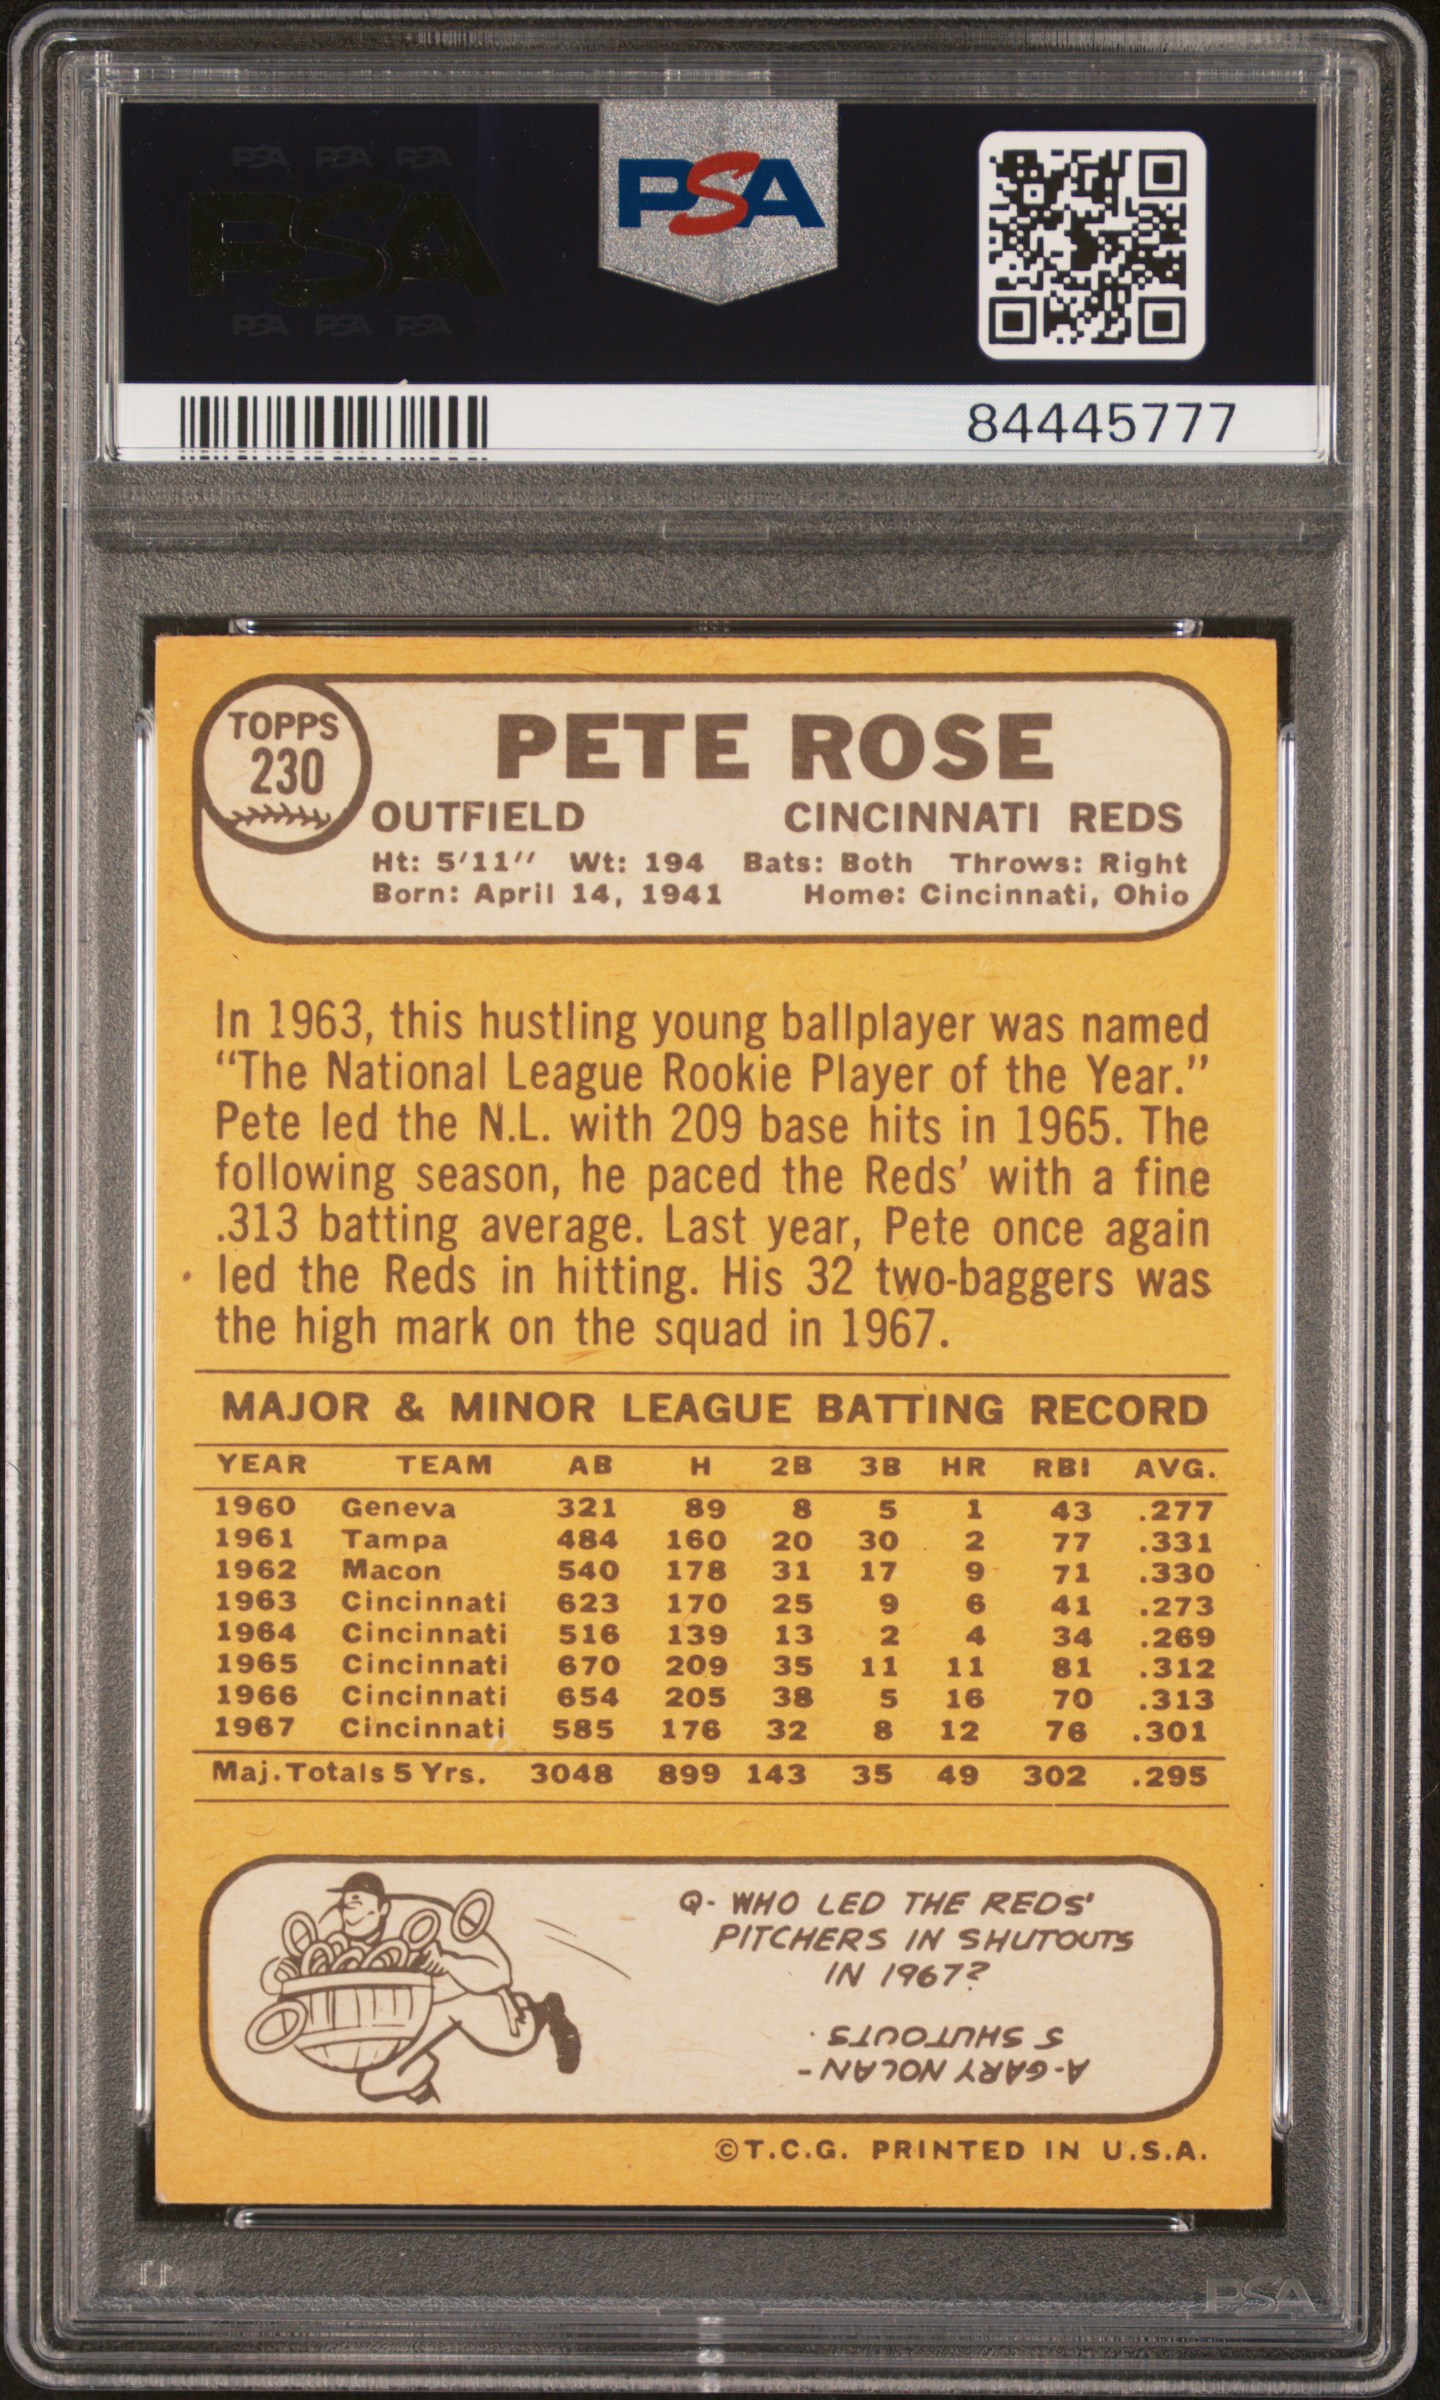 PSA PSA PSA
PSA
PSA PSA PSA
PSA
84445777
TOPPS
230
PETE ROSE
OUTFIELD CINCINNATI REDS
Ht: 5'11" Wt: 194 Bats: Both Throws: Right
Born: April 14, 1941 Home: Cincinnati, Ohio
In 1963, this hustling young ballplayer was named
“The National League Rookie Player of the Year.”
Pete led the N.L. with 209 base hits in 1965. The
following season, he paced the Reds’ with a fine
.313 batting average. Last year, Pete once again
led the Reds in hitting. His 32 two-baggers was
the high mark on the squad in 1967.
MAJOR & MINOR LEAGUE BATTING RECORD
YEAR TEAM AB H 2B 3B HR RBI AVG.
1960 Geneva 321 89 8 5 1 43 .277
1961 Tampa 484 160 20 30 2 77 .331
1962 Macon 540 178 31 17 9 71 .330
1963 Cincinnati 623 170 25 9 6 41 .273
1964 Cincinnati 516 139 13 2 4 34 .269
1965 Cincinnati 670 209 35 11 11 81 .312
1966 Cincinnati 654 205 38 5 16 70 .313
1967 Cincinnati 585 176 32 8 12 76 .301
Maj. Totals 5 Yrs. 3048 899 143 35 49 302 .295
Q- WHO LED THE REDS'
PITCHERS IN SHUTOUTS
IN 1967?
A-GARY NOLAN-
5 SHUTOUTS.
©T.C.G. PRINTED IN U.S.A.
PSA